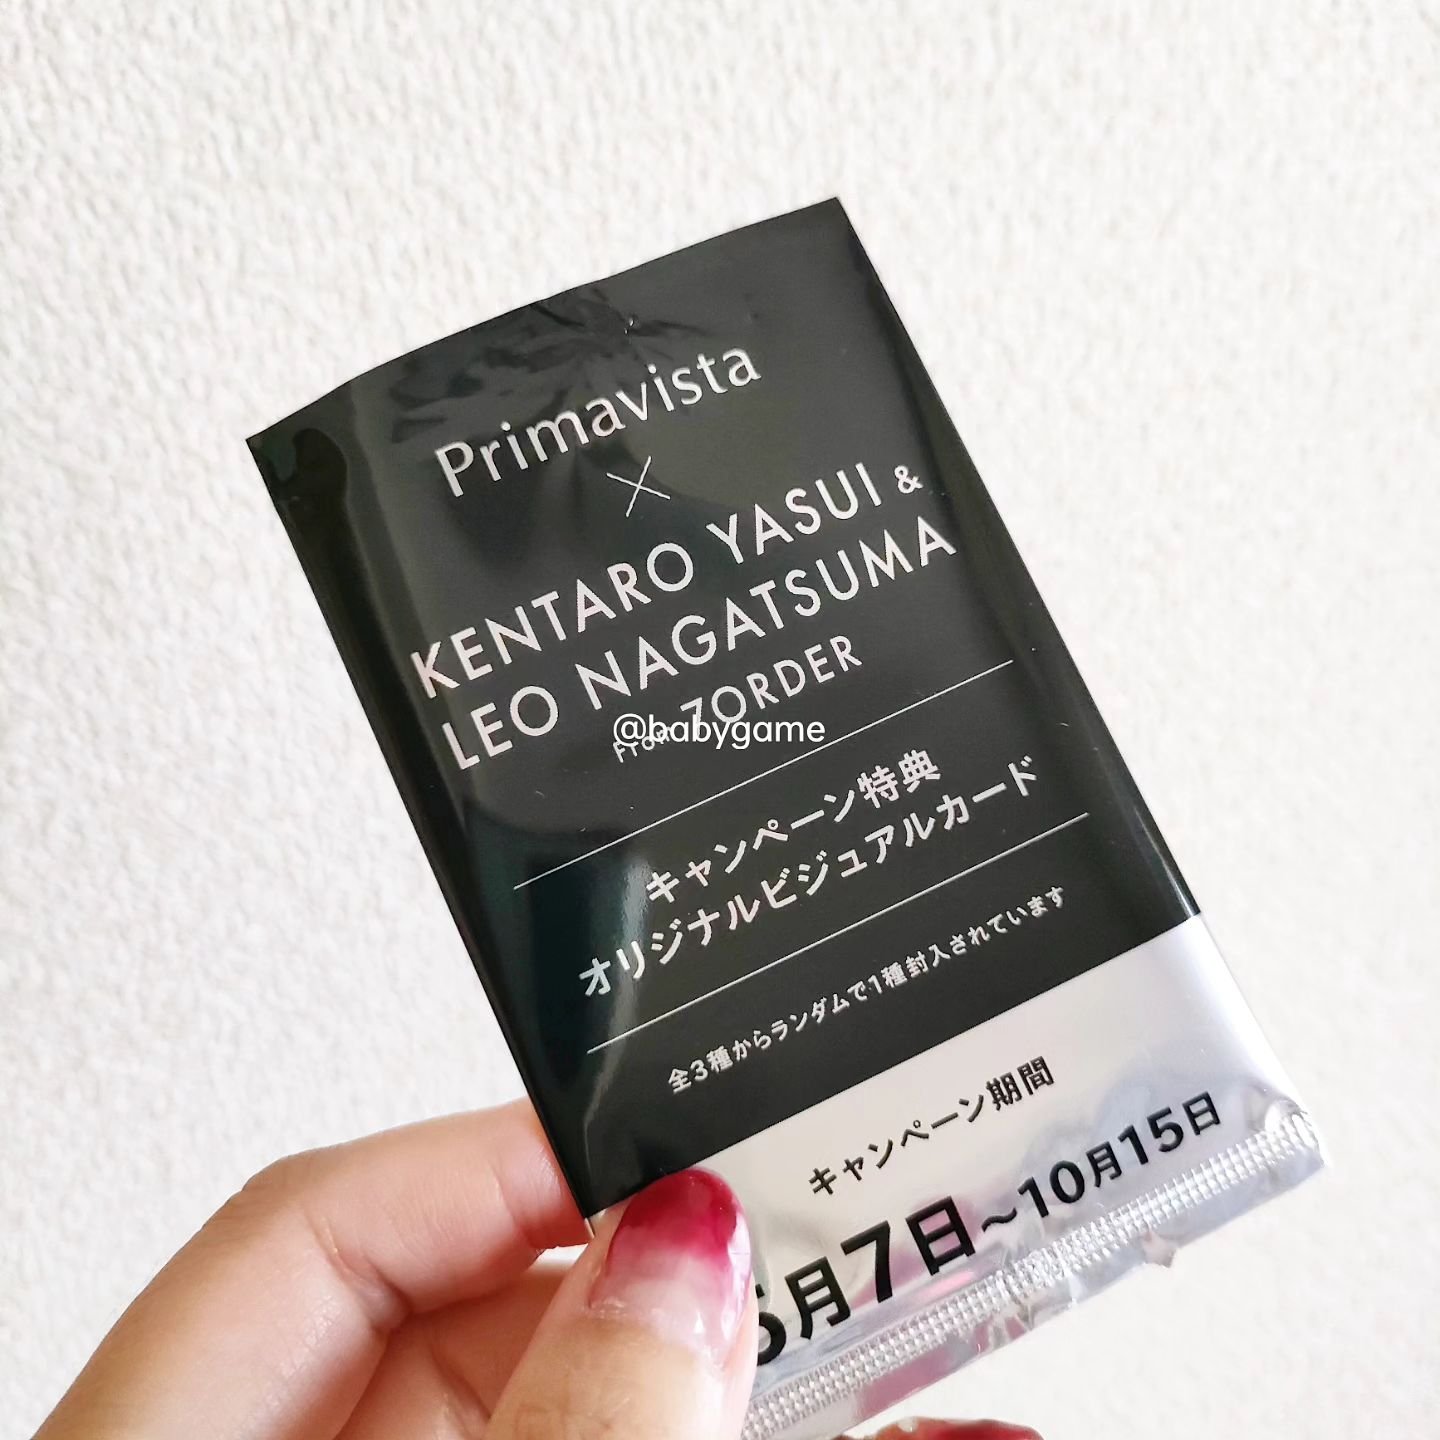 Primavista
×
KENTARO YASUI &
LEO NAGATSUMA
From 7ORDER
@babygame
キャンペーン特典
オリジナルビジュアルカード
全3種からランダムで1種封入されています
キャンペーン期間
月7日~10月15日